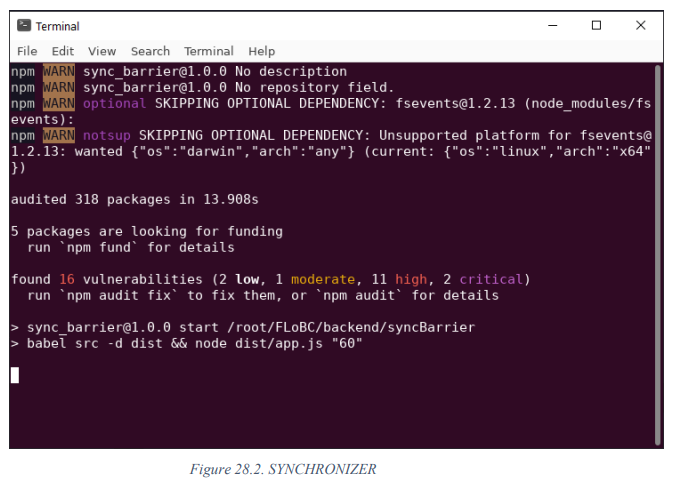 Terminal
File Edit View Search Terminal Help
npm WARN sync_barrier@1.0.0 No description
npm WARN sync_barrier@1.0.0 No repository field.
npm WARN optional SKIPPING OPTIONAL DEPENDENCY: fsevents@1.2.13 (node_modules/fs
events):
npm WARN notsup SKIPPING OPTIONAL DEPENDENCY: Unsupported platform for fsevents@
1.2.13: wanted {"os":"darwin","arch":"any"} (current: {"os":"linux","arch":"x64"
})
audited 318 packages in 13.908s
5 packages are looking for funding
  run `npm fund` for details
found 16 vulnerabilities (2 low, 1 moderate, 11 high, 2 critical)
  run `npm audit fix` to fix them, or `npm audit` for details
> sync_barrier@1.0.0 start /root/FLoBC/backend/syncBarrier
> babel src -d dist && node dist/app.js "60"
Figure 28.2. SYNCHRONIZER